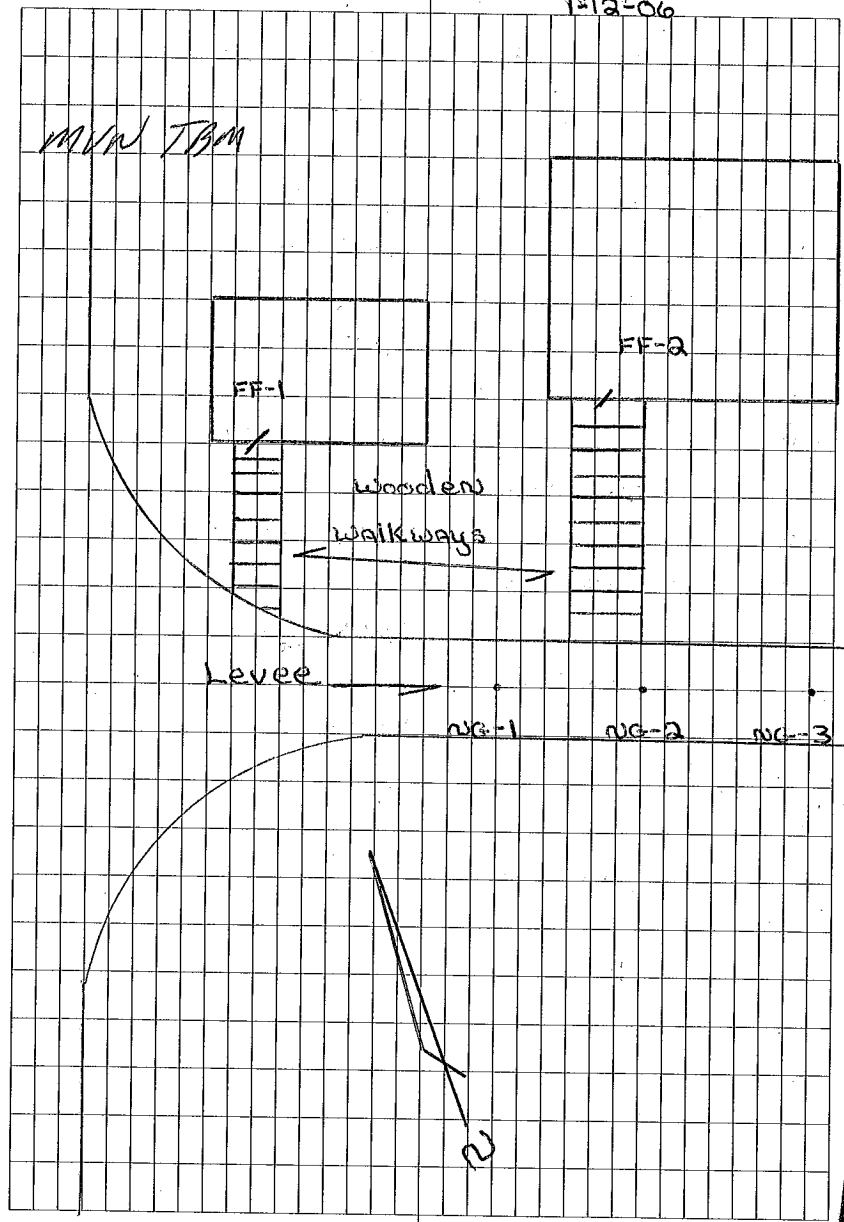 1-12-06
MVN TBM
FF-2
FF-1
wooden
walkways
Levee
NG-1 NG-2 NG-3
N